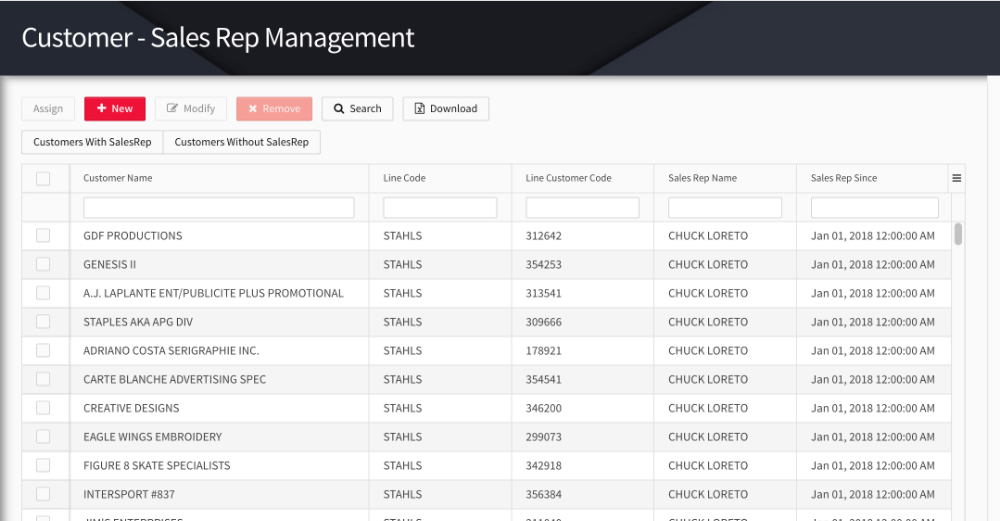 Customer - Sales Rep Management
Assign New Modify Remove Search Download
Customers With SalesRep Customers Without SalesRep
Customer Name Line Code Line Customer Code Sales Rep Name Sales Rep Since
GDF PRODUCTIONS STAHLS 312642 CHUCK LORETO Jan 01, 2018 12:00:00 AM
GENESIS II STAHLS 354253 CHUCK LORETO Jan 01, 2018 12:00:00 AM
A.J. LAPLANTE ENT/PUBLICITE PLUS PROMOTIONAL STAHLS 313541 CHUCK LORETO Jan 01, 2018 12:00:00 AM
STAPLES AKA APG DIV STAHLS 309666 CHUCK LORETO Jan 01, 2018 12:00:00 AM
ADRIANO COSTA SERIGRAPHIE INC. STAHLS 178921 CHUCK LORETO Jan 01, 2018 12:00:00 AM
CARTE BLANCHE ADVERTISING SPEC STAHLS 354541 CHUCK LORETO Jan 01, 2018 12:00:00 AM
CREATIVE DESIGNS STAHLS 346200 CHUCK LORETO Jan 01, 2018 12:00:00 AM
EAGLE WINGS EMBROIDERY STAHLS 299073 CHUCK LORETO Jan 01, 2018 12:00:00 AM
FIGURE 8 SKATE SPECIALISTS STAHLS 342918 CHUCK LORETO Jan 01, 2018 12:00:00 AM
INTERSPORT #837 STAHLS 356384 CHUCK LORETO Jan 01, 2018 12:00:00 AM